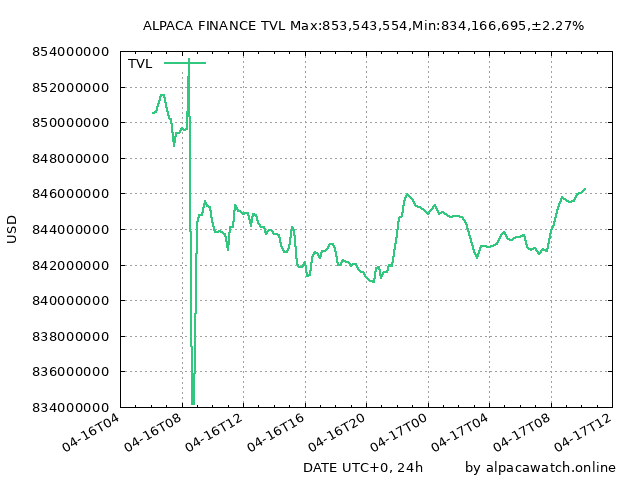 ALPACA FINANCE TVL Max:853,543,554,Min:834,166,695,±2.27%
854000000
TVL
852000000
850000000
848000000
846000000
844000000
842000000
840000000
838000000
836000000
834000000
USD
04-16T04 04-16T08 04-16T12 04-16T16 04-16T20 04-17T00 04-17T04 04-17T08 04-17T12
DATE UTC+0, 24h by alpacawatch.online